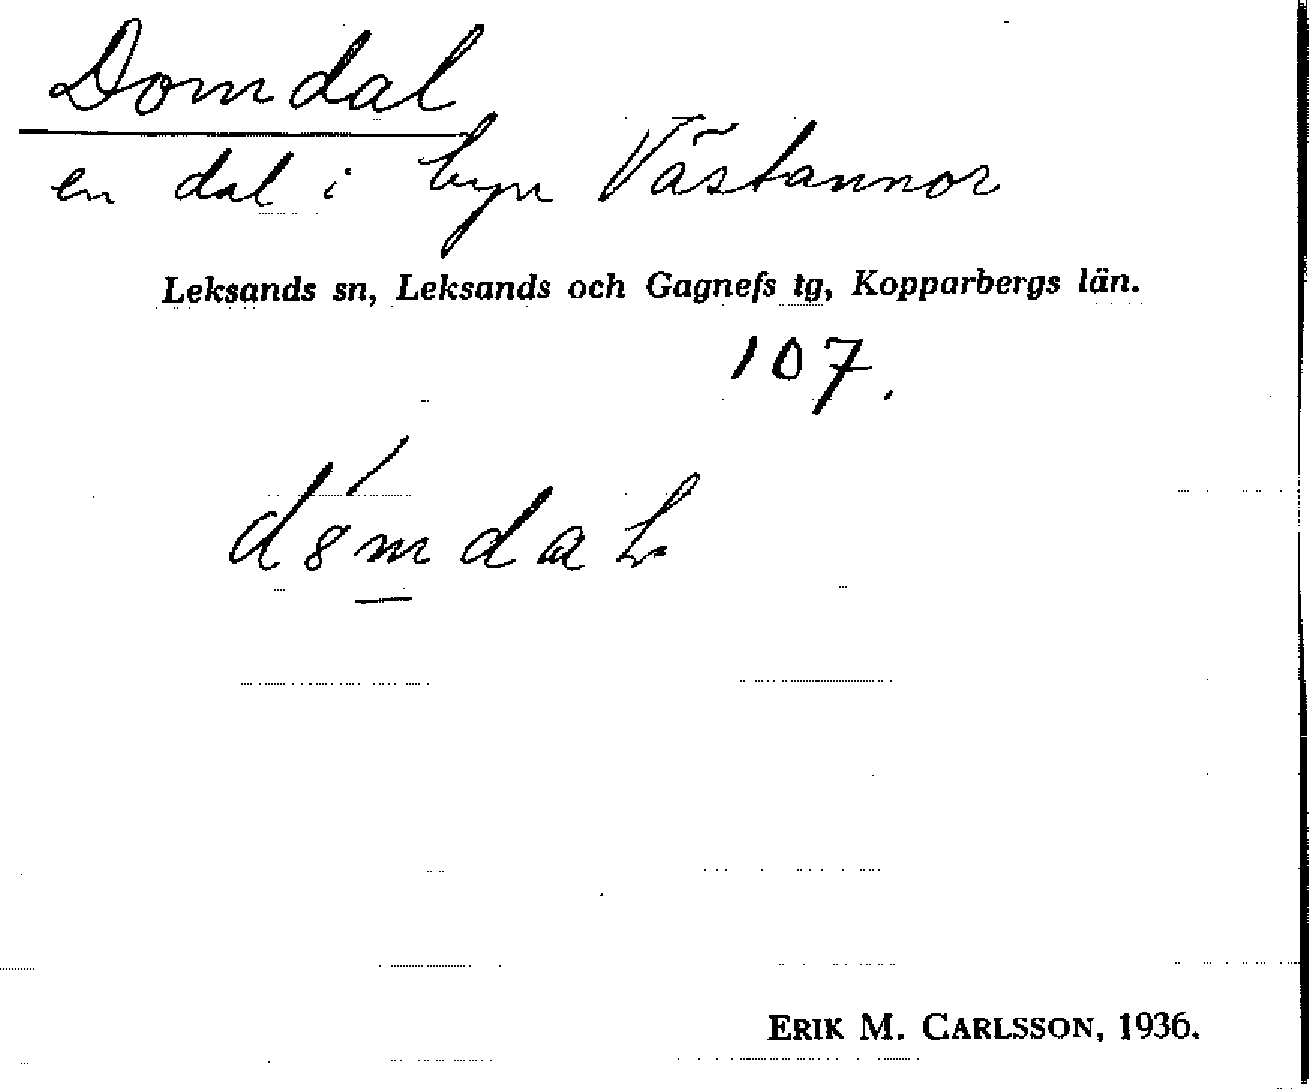 Domdal
en dal i byn Västannor
Leksands sn, Leksands och Gagnefs tg, Kopparbergs län.
107.
ERIK M. CARLSSON, 1936.